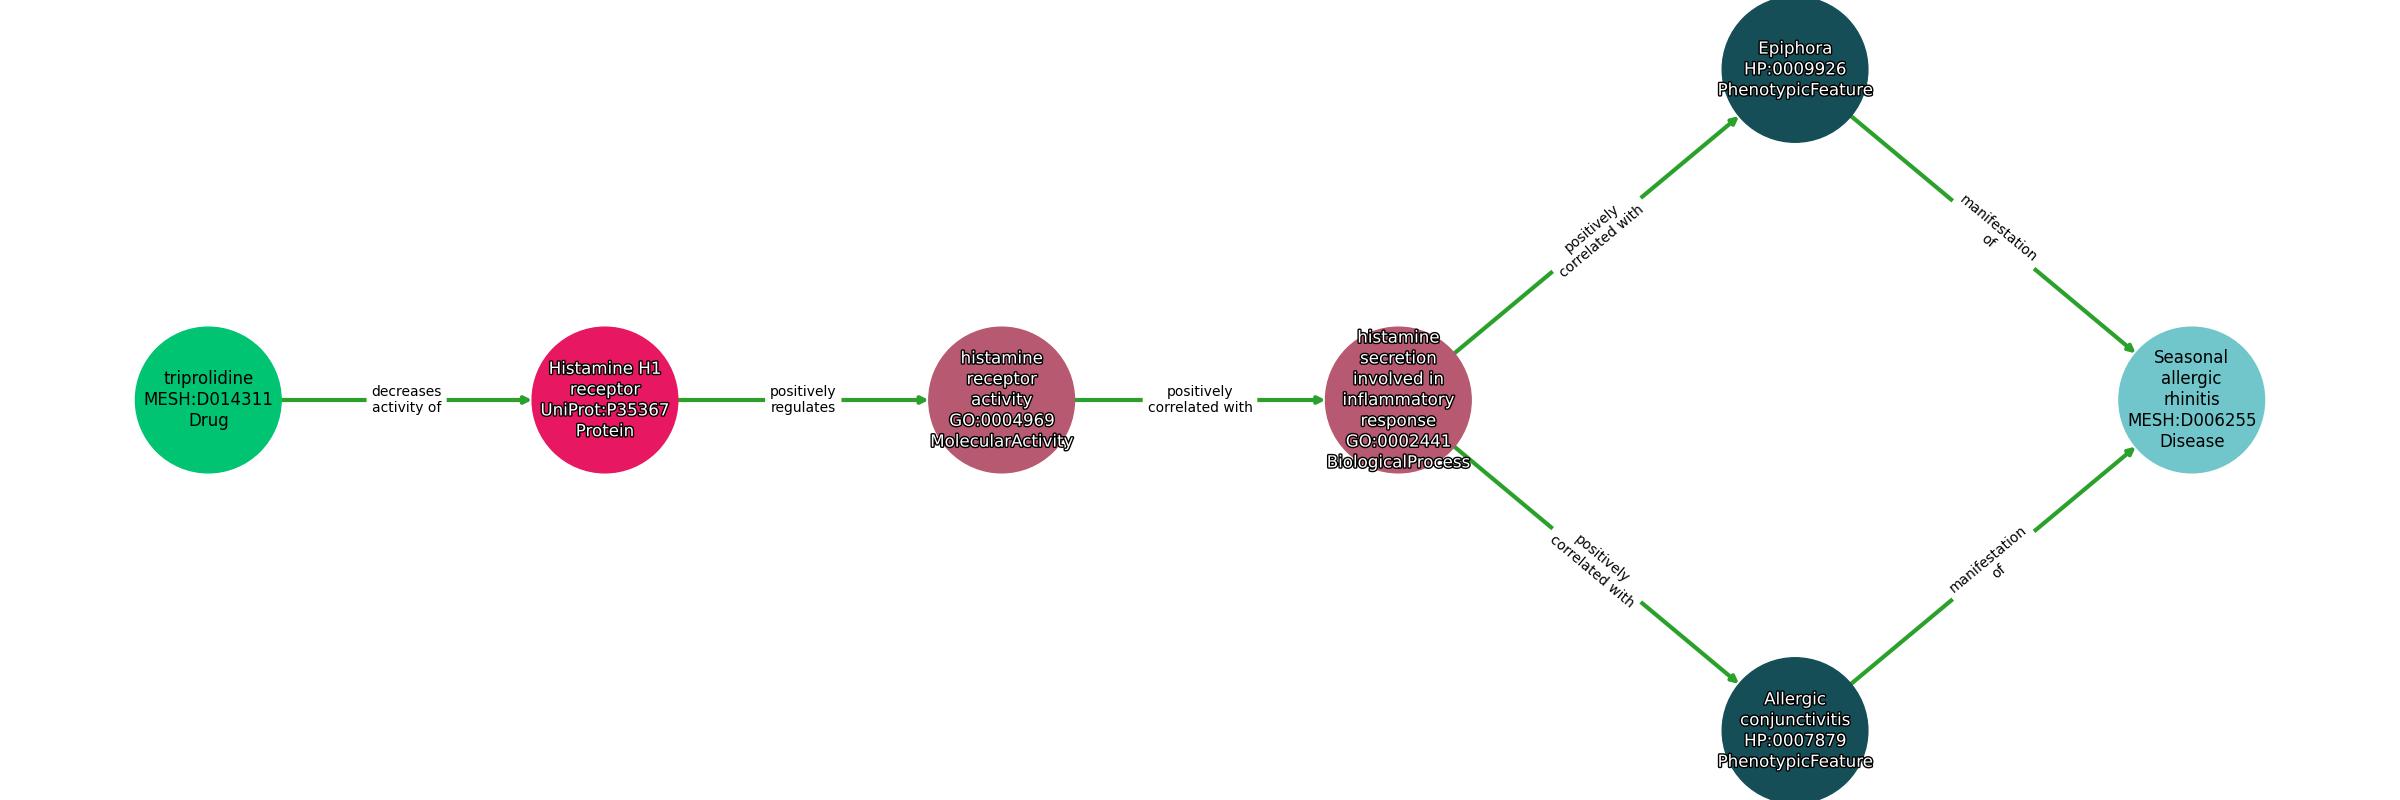 Epiphora
HP:0009926
PhenotypicFeature
positively
correlated with
manifestation
of
triprolidine
MESH:D014311
Drug
decreases
activity of
Histamine H1
receptor
UniProt:P35367
Protein
positively
regulates
histamine
receptor
activity
GO:0004969
MolecularActivity
positively
correlated with
histamine
secretion
involved in
inflammatory
response
GO:0002441
BiologicalProcess
Seasonal
allergic
rhinitis
MESH:D006255
Disease
positively
correlated with
manifestation
of
Allergic
conjunctivitis
HP:0007879
PhenotypicFeature